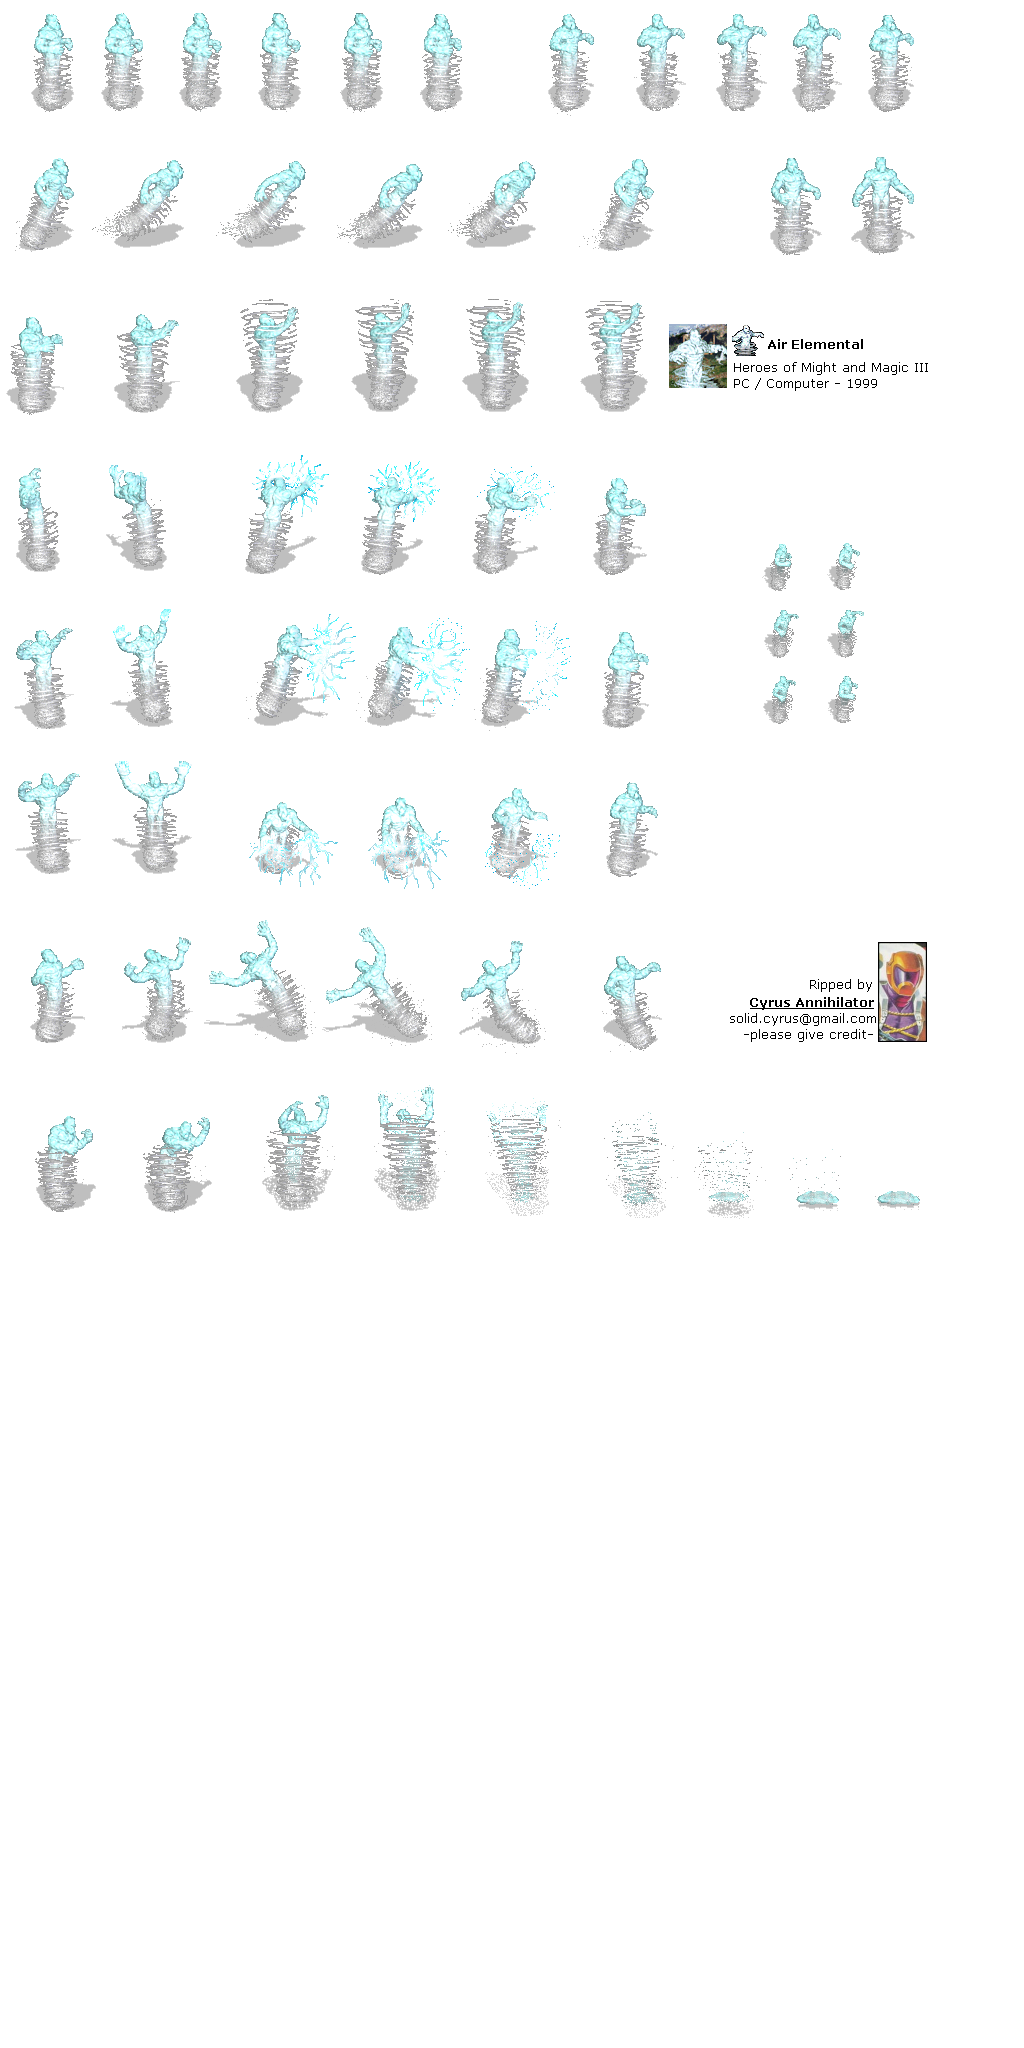 Air Elemental
Heroes of Might and Magic III
PC / Computer - 1999
Ripped by
Cyrus Annihilator
solid.cyrus@gmail.com
-please give credit-